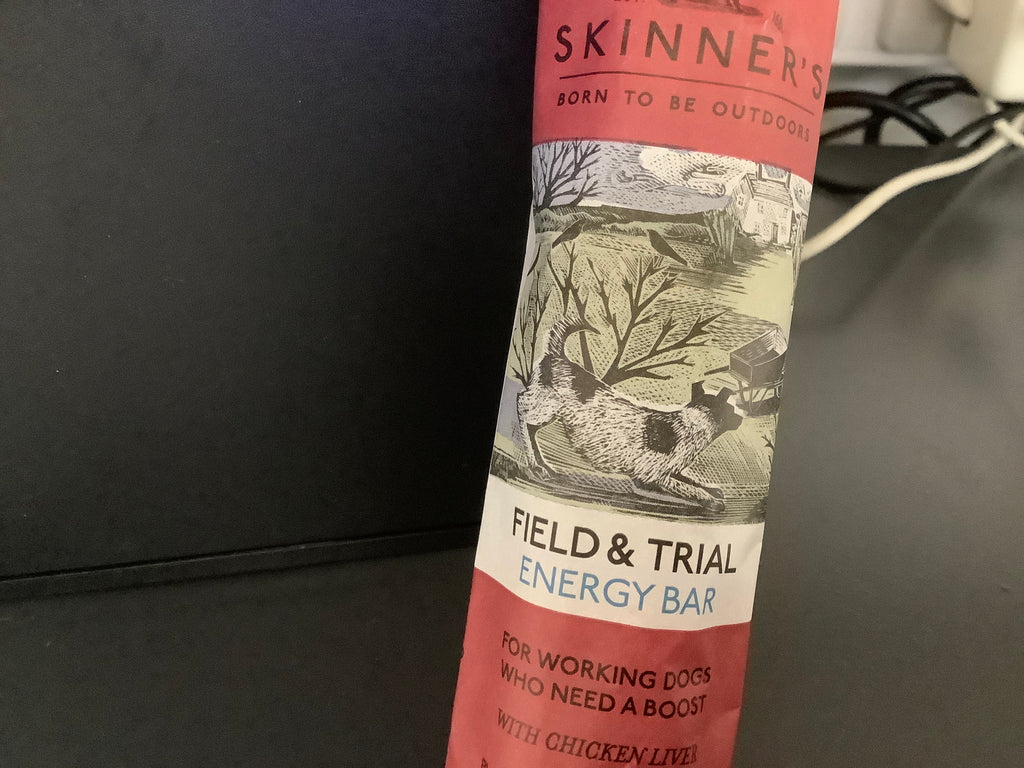 SKINNER'S
BORN TO BE OUTDOORS
FIELD & TRIAL
ENERGY BAR
FOR WORKING DOGS
WHO NEED A BOOST
WITH CHICKEN LIVER